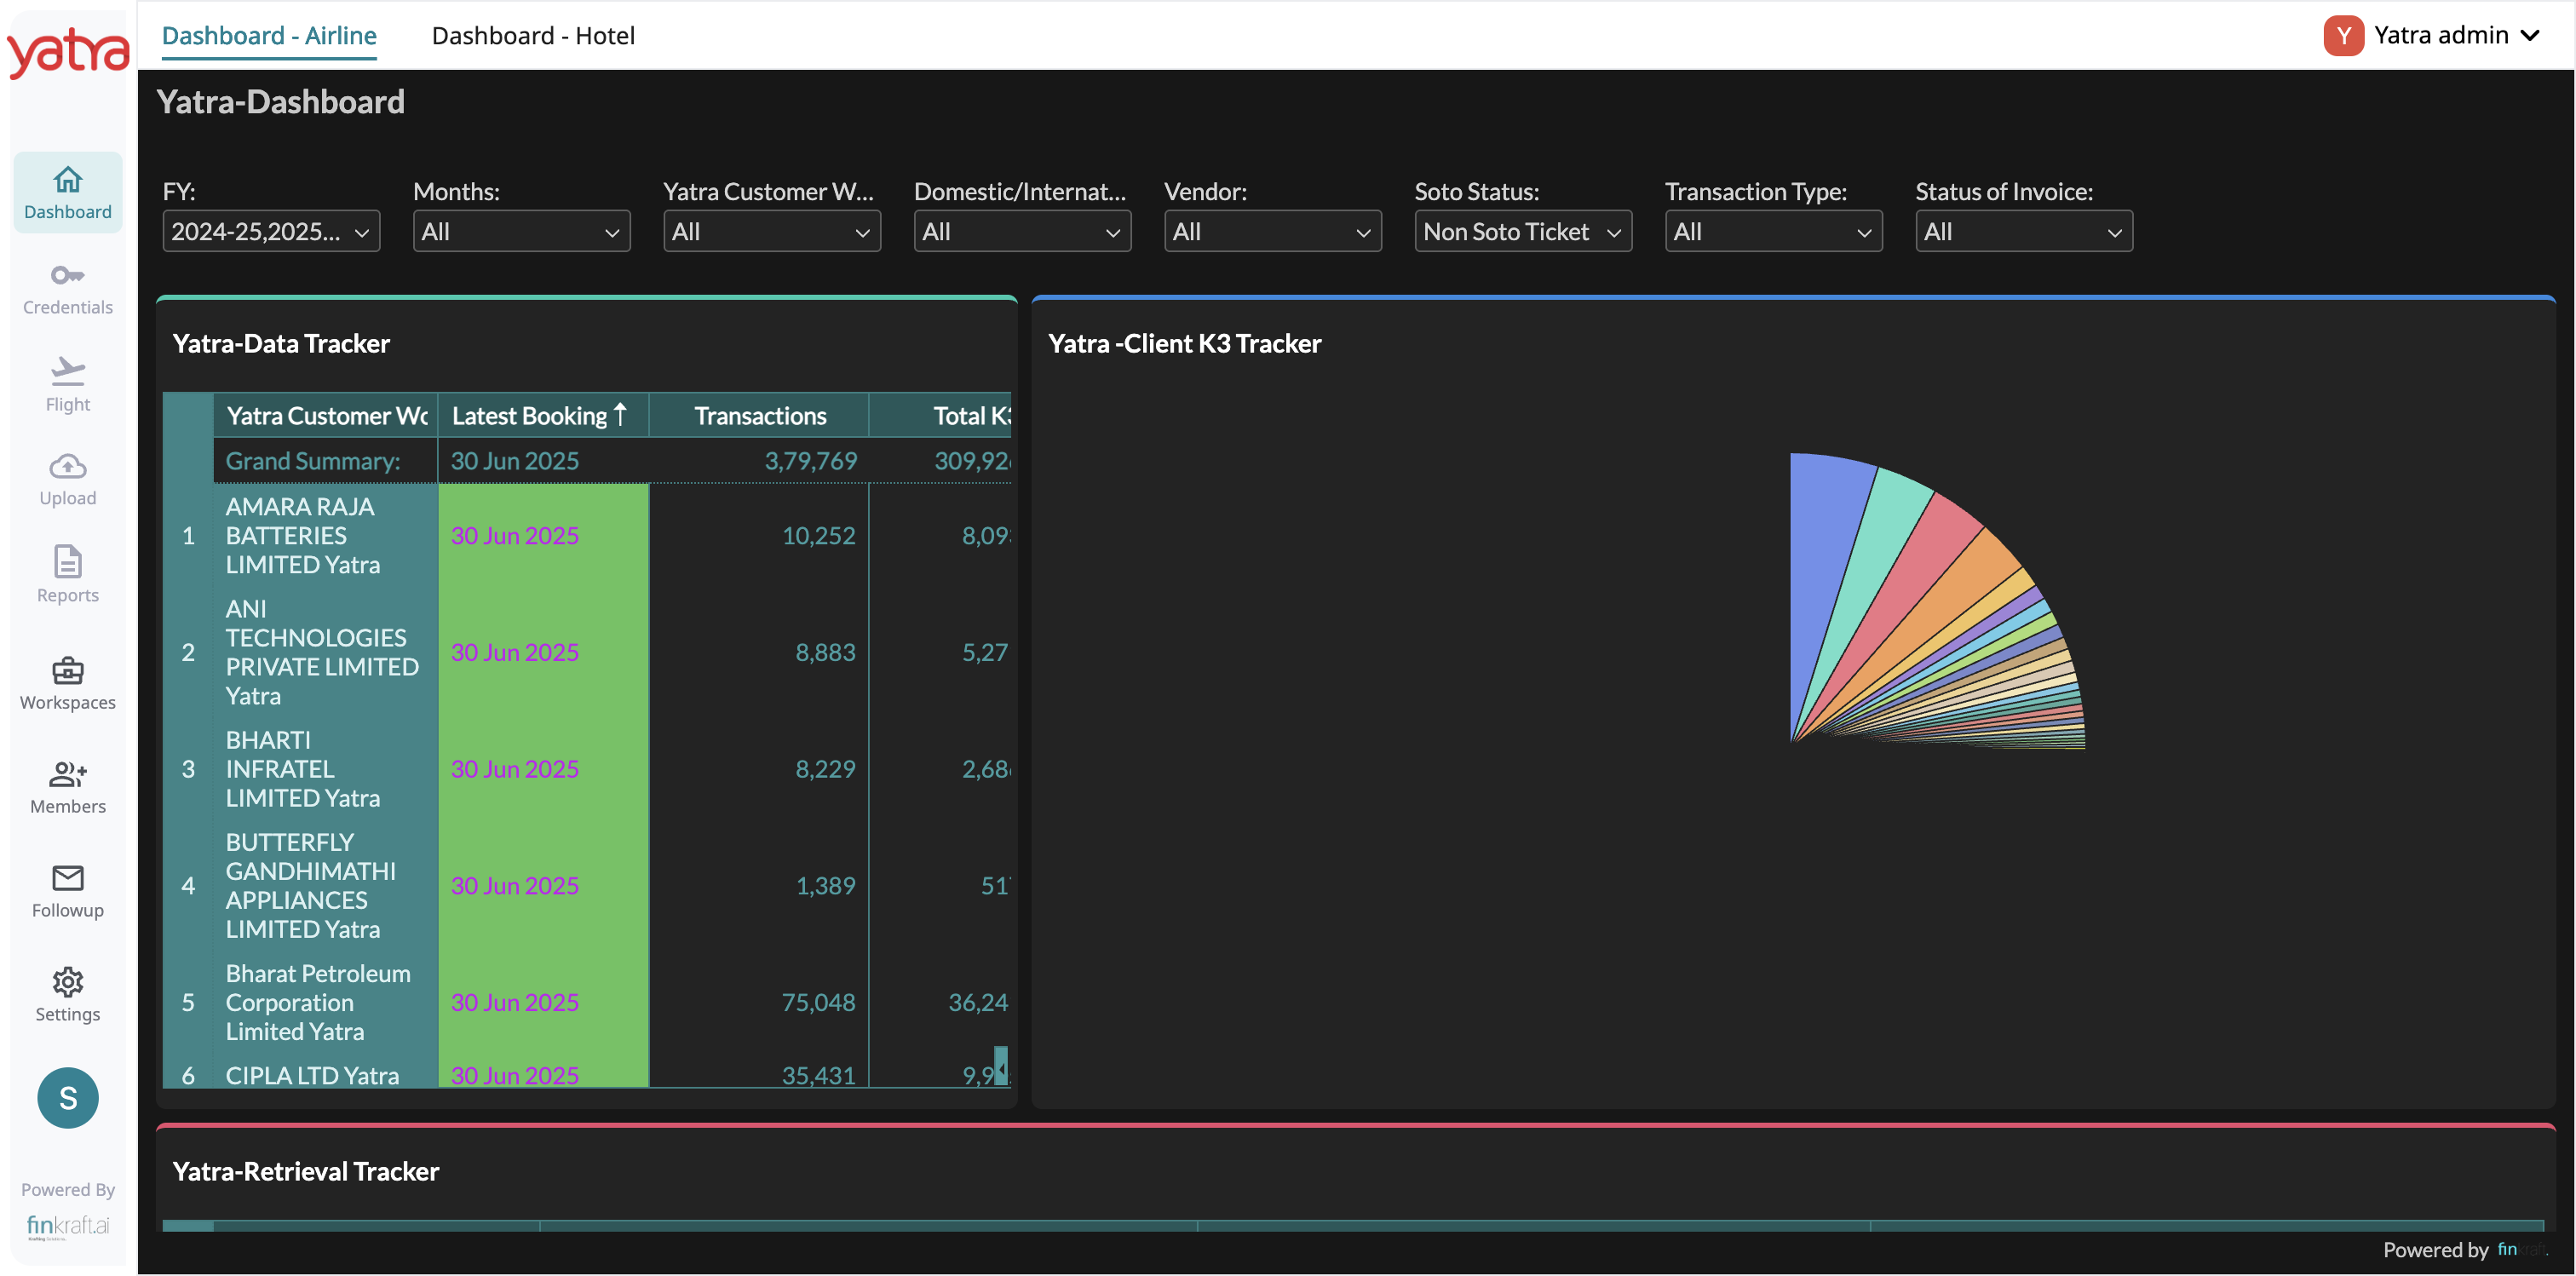 yatra
Dashboard - Airline
Dashboard - Hotel
Y
Yatra admin
Yatra-Dashboard
Dashboard
Credentials
Flight
Upload
Reports
Workspaces
Members
Followup
Settings
S
Powered By
finkraft.ai
FY:
Months:
Yatra Customer W...
Domestic/Internat...
Vendor:
Soto Status:
Transaction Type:
Status of Invoice:
2024-25,2025...
All
All
All
All
Non Soto Ticket
All
All
Yatra-Data Tracker
Yatra Customer Wo
Latest Booking ↑
Transactions
Total K3
Grand Summary:
30 Jun 2025
3,79,769
309,926
1
AMARA RAJA
BATTERIES
LIMITED Yatra
30 Jun 2025
10,252
8,09
2
ANI
TECHNOLOGIES
PRIVATE LIMITED
Yatra
30 Jun 2025
8,883
5,27
3
BHARTI
INFRATEL
LIMITED Yatra
30 Jun 2025
8,229
2,68
4
BUTTERFLY
GANDHIMATHI
APPLIANCES
LIMITED Yatra
30 Jun 2025
1,389
51
5
Bharat Petroleum
Corporation
Limited Yatra
30 Jun 2025
75,048
36,24
6
CIPLA LTD Yatra
30 Jun 2025
35,431
9,9
Yatra -Client K3 Tracker
Yatra-Retrieval Tracker
Powered by finkraft.